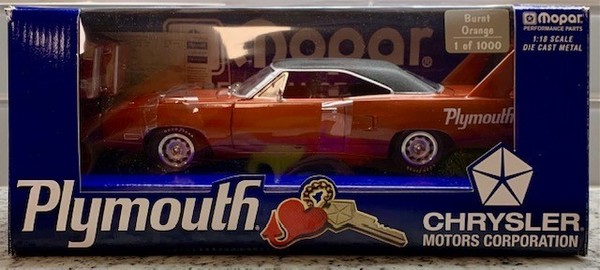 mopar®
Burnt
Orange
1 of 1000
Mopar
PERFORMANCE PARTS
1:18 SCALE
DIE CAST METAL
Plymouth
Plymouth
CHRYSLER
MOTORS CORPORATION